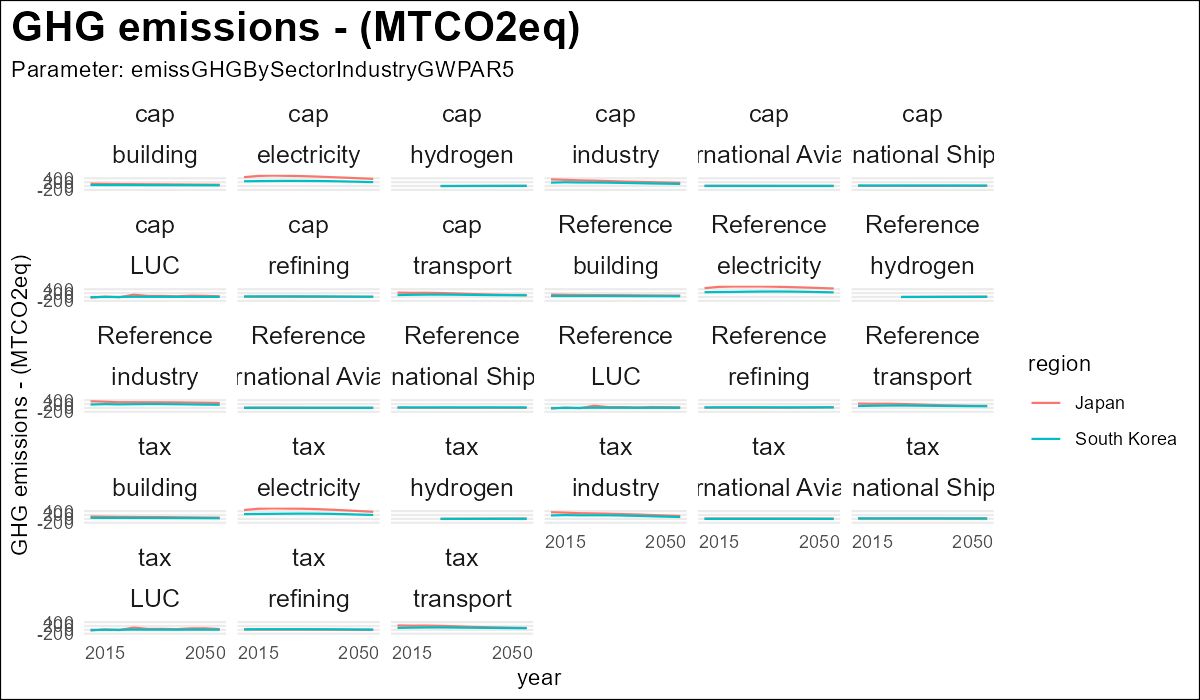 GHG emissions - (MTCO2eq)
Parameter: emissGHGBySectorIndustryGWPAR5
cap cap cap cap cap cap
building electricity hydrogen industry rnational Avia national Ship
400
-200
cap cap cap Reference Reference Reference
LUC refining transport building electricity hydrogen
400
-200
Reference Reference Reference Reference Reference Reference
industry rnational Avia national Ship LUC refining transport
400
-200
tax tax tax tax tax tax
building electricity hydrogen industry rnational Avia national Ship
400
-200
2015 2050 2015 2050 2015 2050
tax tax tax
LUC refining transport
400
-200
2015 2050 2015 2050 2015 2050
year
GHG emissions - (MTCO2eq)
region
Japan
South Korea